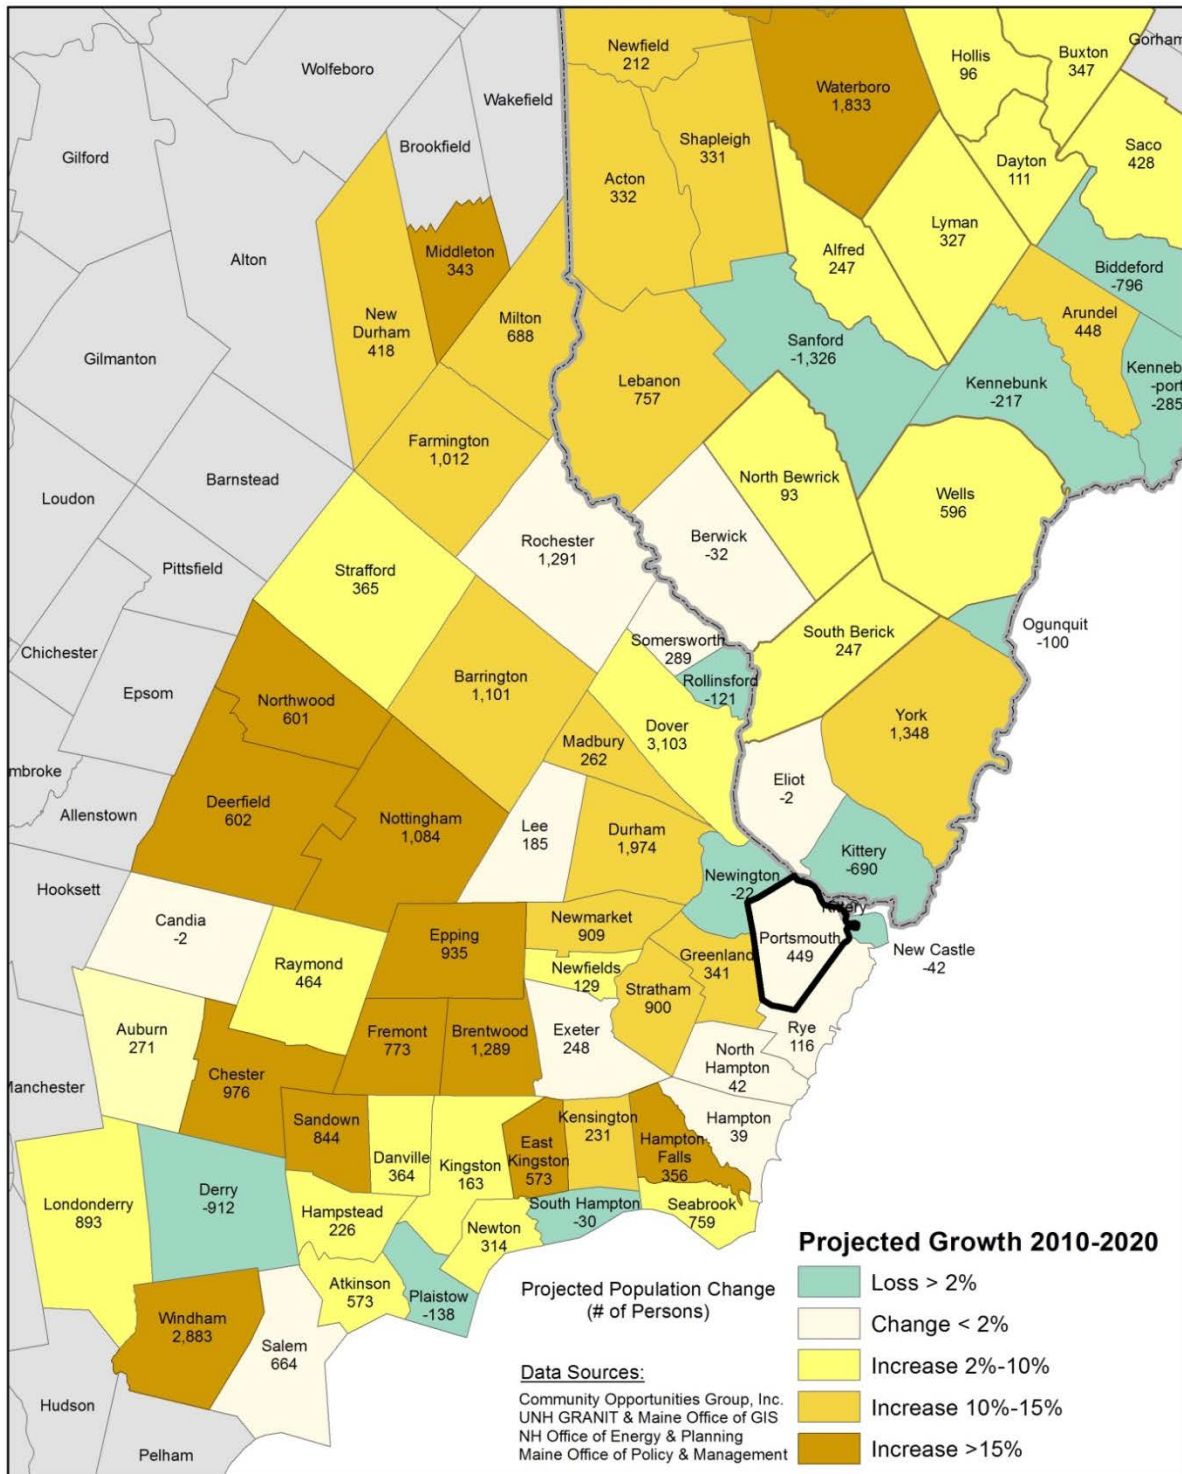 Wolfeboro
Wakefield
Brookfield
Gilford
Alton
Gilmanton
Barnstead
Loudon
Pittsfield
Chichester
Epsom
mbroke
Allenstown
Hooksett
Manchester
Hudson
Pelham
Gorham
Newfield
212
Waterboro
1,833
Hollis
96
Buxton
347
Shapleigh
331
Saco
428
Dayton
111
Acton
332
Lyman
327
Alfred
247
Middleton
343
Biddeford
-796
New
Durham
418
Milton
688
Arundel
448
Sanford
-1,326
Kenneb
-port
-285
Kennebunk
-217
Lebanon
757
Farmington
1,012
North Bewrick
93
Wells
596
Rochester
1,291
Berwick
-32
Strafford
365
Ogunquit
-100
South Berick
247
Somersworth
289
Rollinsford
-121
Barrington
1,101
Northwood
601
Dover
3,103
York
1,348
Madbury
262
Eliot
-2
Deerfield
602
Nottingham
1,084
Lee
185
Durham
1,974
Kittery
-690
Newington
-22
Kittery
Candia
-2
Newmarket
909
Epping
935
Portsmouth
449
New Castle
-42
Greenland
341
Raymond
464
Newfields
129
Stratham
900
Auburn
271
Fremont
773
Brentwood
1,289
Exeter
248
Rye
116
North
Hampton
42
Chester
976
Sandown
844
Kensington
231
Hampton
39
East
Kingston
573
Hampton
Falls
356
Danville
364
Kingston
163
Londonderry
893
Derry
-912
South Hampton
-30
Seabrook
759
Hampstead
226
Newton
314
Atkinson
573
Plaistow
-138
Windham
2,883
Salem
664
Projected Population Change
(# of Persons)
Data Sources:
Community Opportunities Group, Inc.
UNH GRANIT & Maine Office of GIS
NH Office of Energy & Planning
Maine Office of Policy & Management
Projected Growth 2010-2020
Loss > 2%
Change < 2%
Increase 2%-10%
Increase 10%-15%
Increase >15%